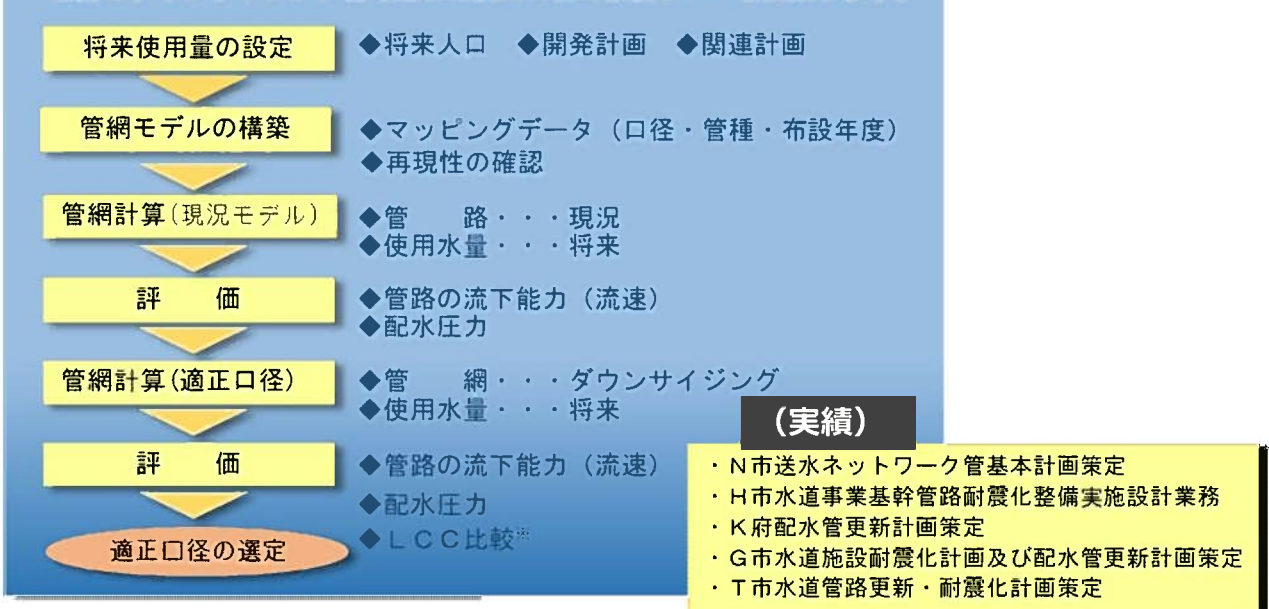 将来使用量の設定
◆将来人口 ◆開発計画 ◆関連計画
管網モデルの構築
◆マッピングデータ（口径・管種・布設年度）
◆再現性の確認
管網計算(現況モデル)
◆管　　路・・・現況
◆使用水量・・・将来
評　　価
◆管路の流下能力（流速）
◆配水圧力
管網計算(適正口径)
◆管　　網・・・ダウンサイジング
◆使用水量・・・将来
評　　価
◆管路の流下能力（流速）
◆配水圧力
◆ＬＣＣ比較※
適正口径の選定
（実績）
・Ｎ市送水ネットワーク管基本計画策定
・Ｈ市水道事業基幹管路耐震化整備実施設計業務
・Ｋ府配水管更新計画策定
・Ｇ市水道施設耐震化計画及び配水管更新計画策定
・Ｔ市水道管路更新・耐震化計画策定